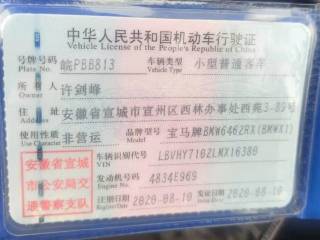 中华人民共和国机动车行驶证
Vehicle License of the People's Republic of China
号牌号码 皖PBB813 车辆类型 小型普通客车
Plate No. Vehicle Type
所有人 许剑峰
Owner
住址 安徽省宣城市宣州区西林办事处西苑3-85号
Address
使用性质 非营运 品牌型号 宝马牌BMW6462RX(BMWX1)
Use Character Model
安徽省宣城市公安局交通警察支队
车辆识别代号 LBVHY7102LMX16380
VIN
发动机号码 4834E969
Engine No.
注册日期 2020-08-10 发证日期 2020-08-10
Register Date Issue Date